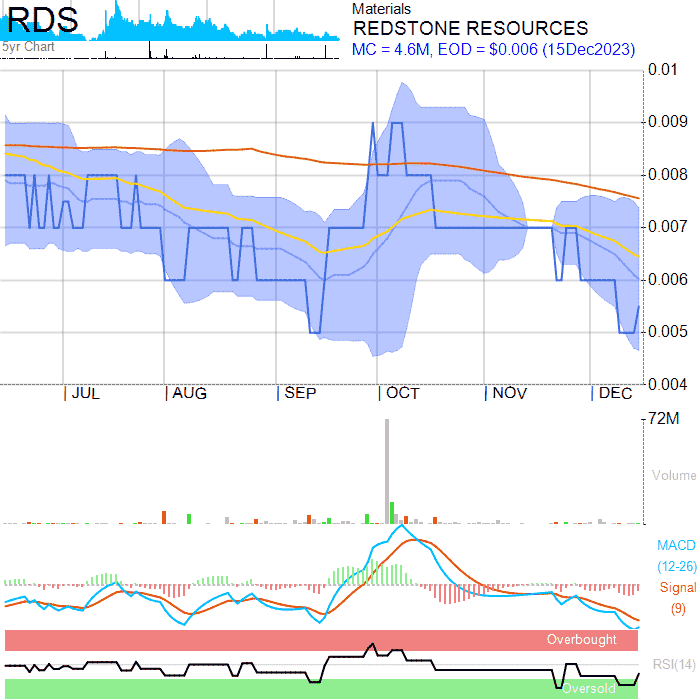 RDS
5yr Chart
Materials
REDSTONE RESOURCES
MC = 4.6M, EOD = $0.006 (15Dec2023)
0.01
0.009
0.008
0.007
0.006
0.005
0.004
JUL AUG SEP OCT NOV DEC
72M
Volume
MACD
(12-26)
Signal
(9)
Overbought
RSI(14)
Oversold